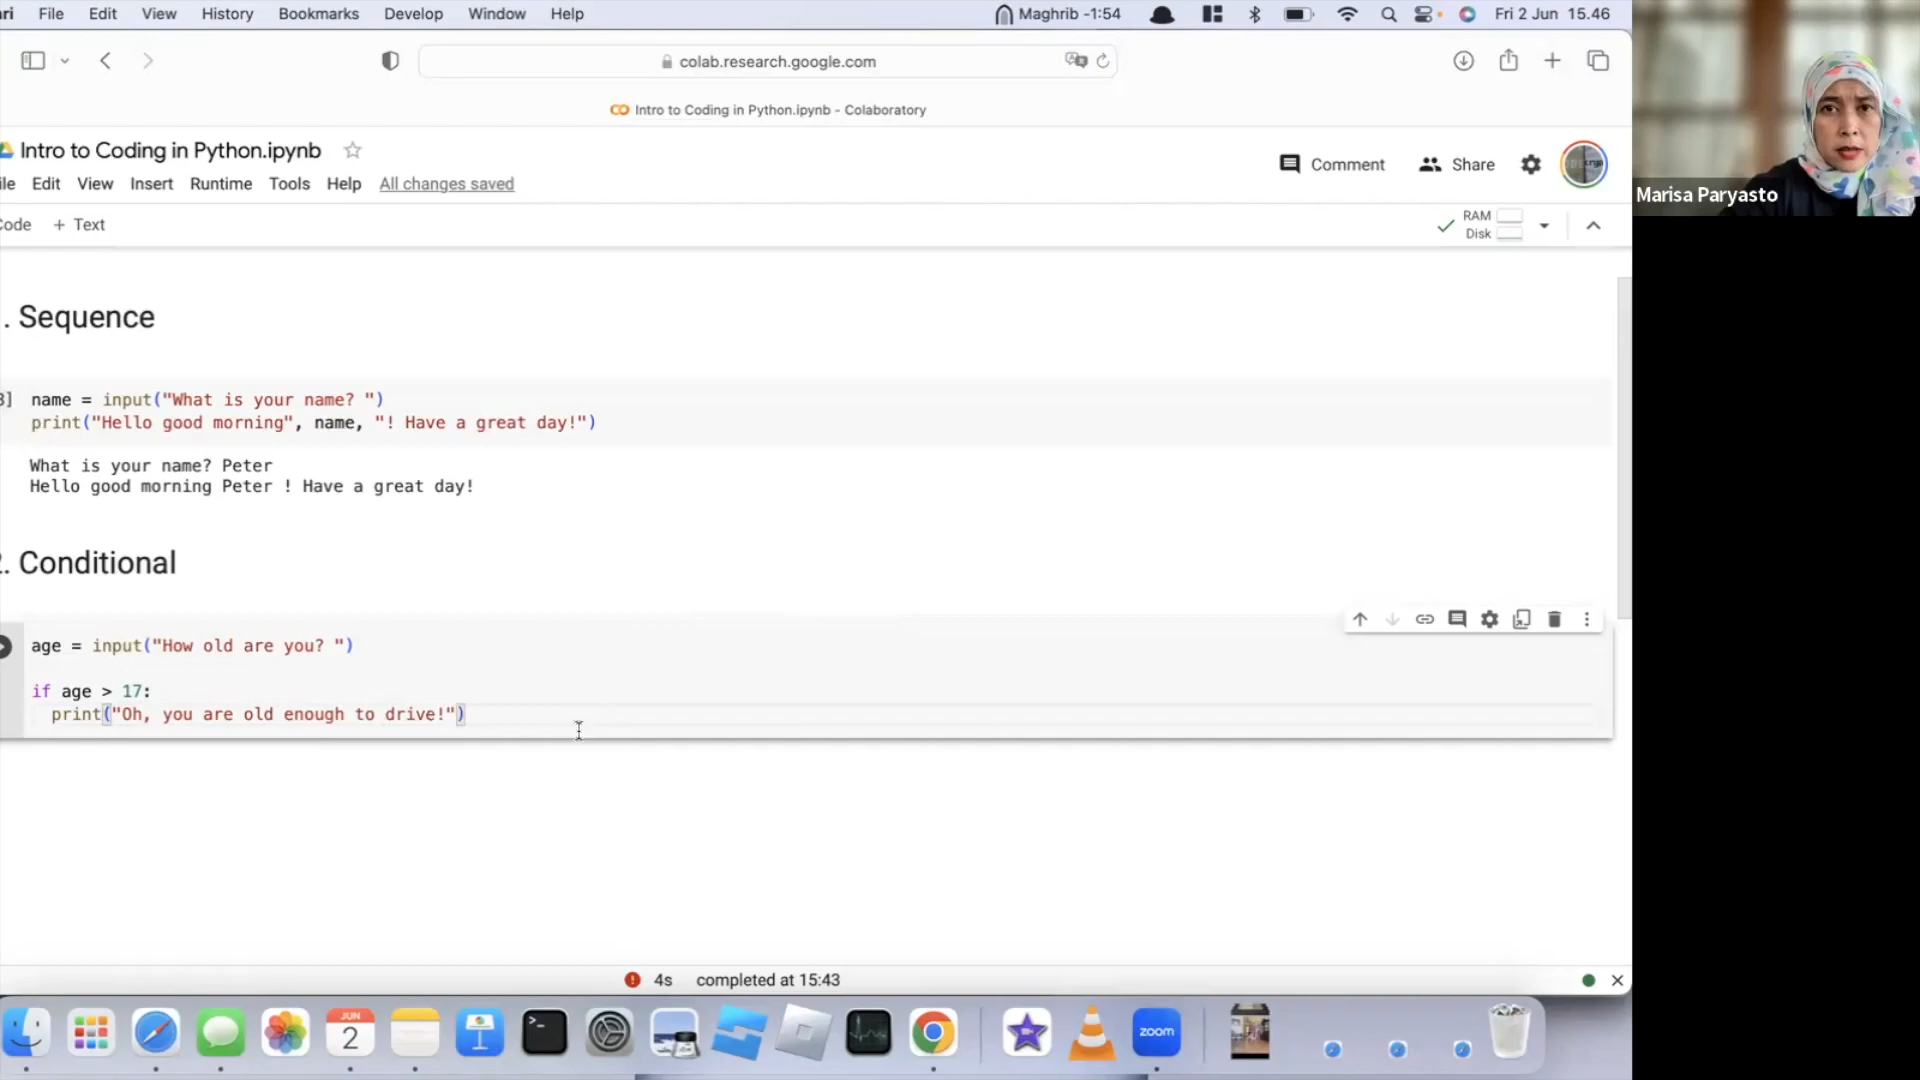 ri File Edit View History Bookmarks Develop Window Help Maghrib -1:54 Fri 2 Jun 15.46
colab.research.google.com
CO Intro to Coding in Python.ipynb - Colaboratory
Intro to Coding in Python.ipynb
Comment Share
ile Edit View Insert Runtime Tools Help All changes saved
Code + Text
RAM
Disk
Marisa Paryasto
. Sequence
3] name = input("What is your name? ")
print("Hello good morning", name, "! Have a great day!")
What is your name? Peter
Hello good morning Peter ! Have a great day!
2. Conditional
age = input("How old are you? ")
if age > 17:
print("Oh, you are old enough to drive!")
4s completed at 15:43
JUN
2
zoom